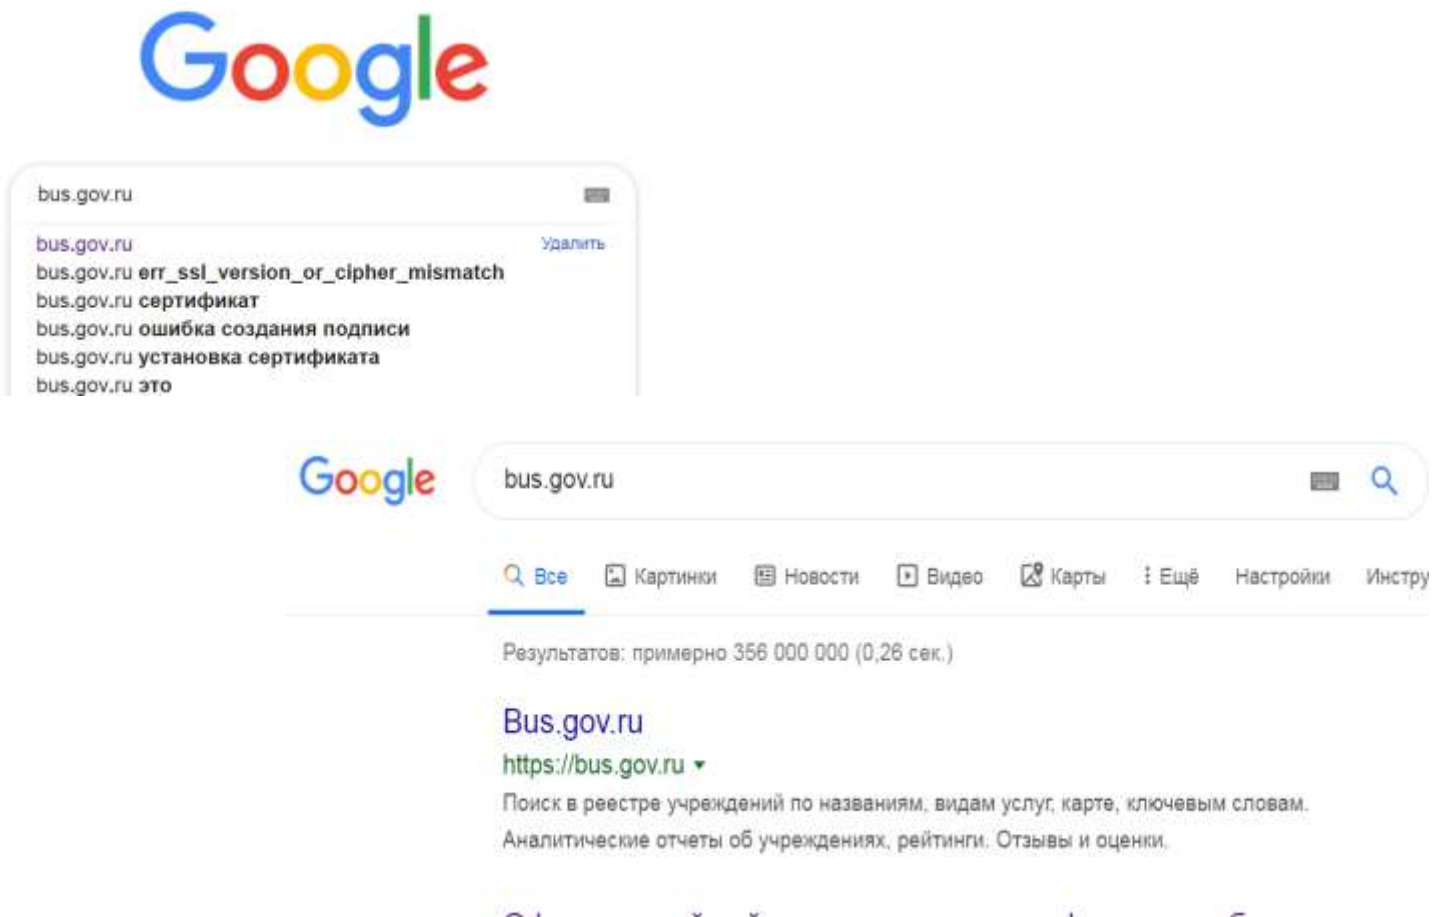 Google
bus.gov.ru
bus.gov.ru Удалить
bus.gov.ru err_ssl_version_or_cipher_mismatch
bus.gov.ru сертификат
bus.gov.ru ошибка создания подписи
bus.gov.ru установка сертификата
bus.gov.ru это
Google bus.gov.ru
Все Картинки Новости Видео Карты Ещё Настройки Инстру
Результатов: примерно 356 000 000 (0,26 сек.)
Bus.gov.ru
https://bus.gov.ru
Поиск в реестре учреждений по названиям, видам услуг, карте, ключевым словам.
Аналитические отчеты об учреждениях, рейтинги. Отзывы и оценки.